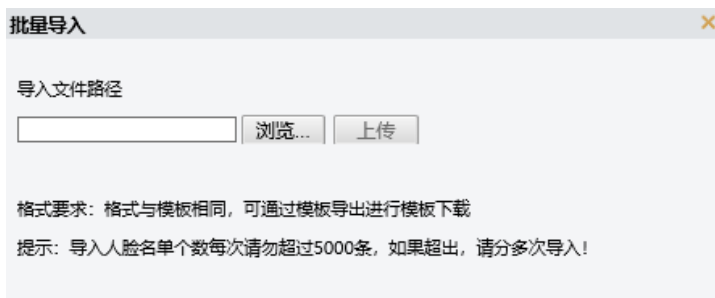 批量导入
导入文件路径
浏览... 上传
格式要求：格式与模板相同，可通过模板导出进行模板下载
提示：导入人脸名单个数每次请勿超过5000条，如果超出，请分多次导入！